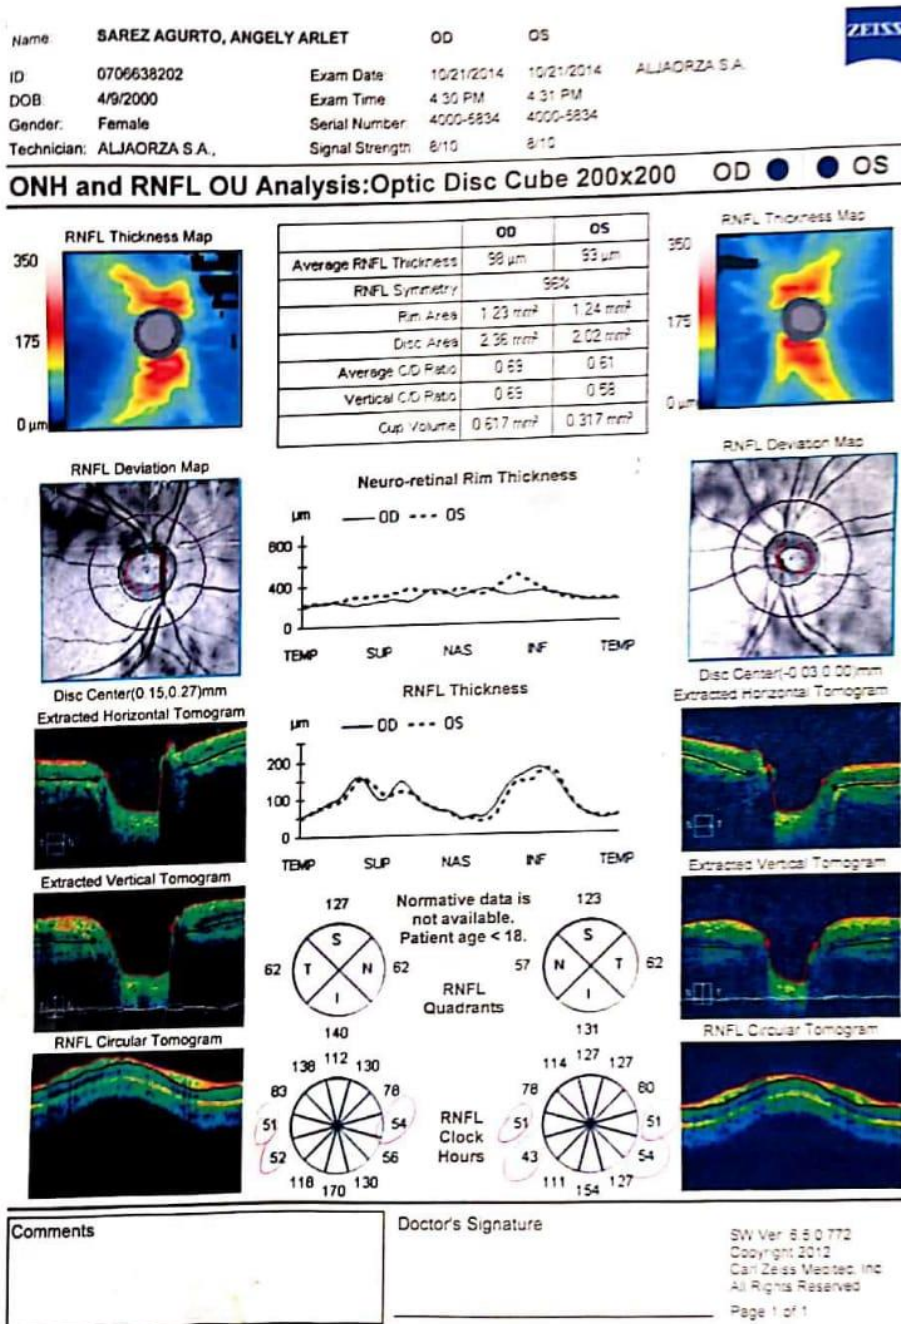 ZEISS
Name: SAREZ AGURTO, ANGELY ARLET OD OS
ID 0706638202 Exam Date: 10/21/2014 10/21/2014 ALJAORZA S.A.
DOB: 4/9/2000 Exam Time: 4:30 PM 4:31 PM
Gender: Female Serial Number: 4000-5834 4000-5834
Technician: ALJAORZA S.A., Signal Strength: 8/10 8/10
ONH and RNFL OU Analysis:Optic Disc Cube 200x200 OD OS
RNFL Thickness Map
350
175
0 µm
OD OS
Average RNFL Thickness 98 µm 93 µm
RNFL Symmetry 96%
Rim Area 1.23 mm² 1.24 mm²
Disc Area 2.36 mm² 2.02 mm²
Average C/D Ratio 0.69 0.61
Vertical C/D Ratio 0.69 0.58
Cup Volume 0.617 mm³ 0.317 mm³
RNFL Thickness Map
350
175
0 µm
RNFL Deviation Map
Disc Center(0.15,0.27)mm
Neuro-retinal Rim Thickness
µm OD OS
800
400
0
TEMP SUP NAS INF TEMP
RNFL Deviation Map
Disc Center(-0.03,0.00)mm
Extracted Horizontal Tomogram
RNFL Thickness
µm OD OS
200
100
0
TEMP SUP NAS INF TEMP
Extracted Horizontal Tomogram
Extracted Vertical Tomogram
127
S
62 T N 62
I
140
Normative data is
not available.
Patient age < 18.
RNFL
Quadrants
123
S
57 N T 62
I
131
Extracted Vertical Tomogram
RNFL Circular Tomogram
138 112 130
83 78
51 54
52 56
118 170 130
RNFL
Clock
Hours
114 127 127
78 60
51 51
43 54
111 154 127
RNFL Circular Tomogram
Comments
Doctor's Signature
SW Ver: 6.5.0.772
Copyright 2012
Carl Zeiss Meditec, Inc
All Rights Reserved
Page 1 of 1